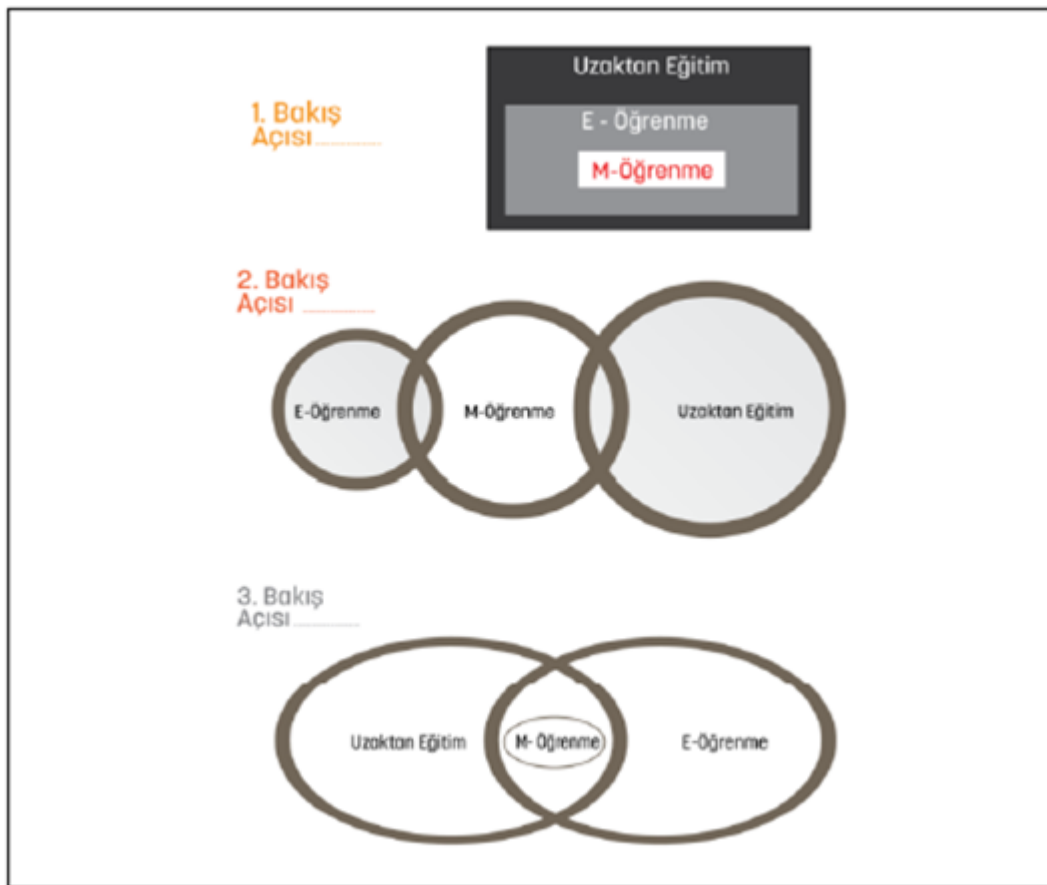 Uzaktan Eğitim
1. Bakış
Açısı
E - Öğrenme
M-Öğrenme
2. Bakış
Açısı
E-Öğrenme
M-Öğrenme
Uzaktan Eğitim
3. Bakış
Açısı
Uzaktan Eğitim
M- Öğrenme
E-Öğrenme